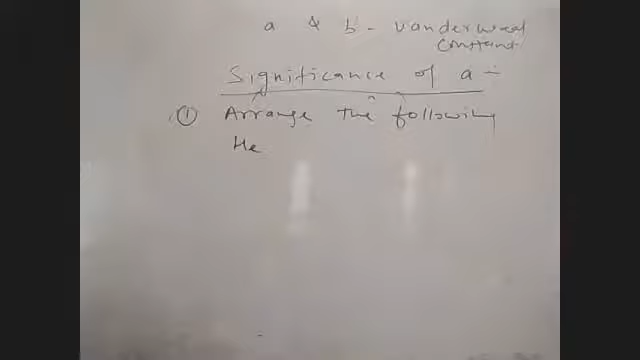 a & b - Vanderwaal
constant
Significance of a :-
① Arrange the following
He